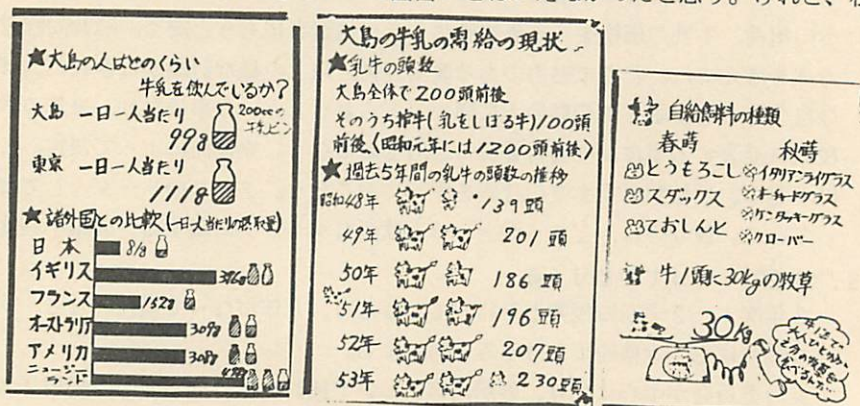 ★大島の人はどのくらい
牛乳を飲んでいるか?
大島 一日一人当たり
99g
200ccの
牛乳ビン
東京 一日一人当たり
111g
★諸外国との比較(一日一人当たりの摂取量)
日本 81g
イギリス 376g
フランス 152g
オーストラリア 309g
アメリカ 308g
ニュージーランド
大島の牛乳の需給の現状
★乳牛の頭数
大島全体で200頭前後
そのうち搾牛(乳をしぼる牛)100頭
前後(昭和元年には1200頭前後)
★過去5年間の乳牛の頭数の推移
昭和48年 139頭
49年 201頭
50年 186頭
51年 196頭
52年 207頭
53年 230頭
自給飼料の種類
春蒔
とうもろこし
スダックス
ておしんと
秋蒔
イタリアンライグラス
オーチャードグラス
ケンタッキーグラス
クローバー
牛1頭に30kgの牧草
30Kg